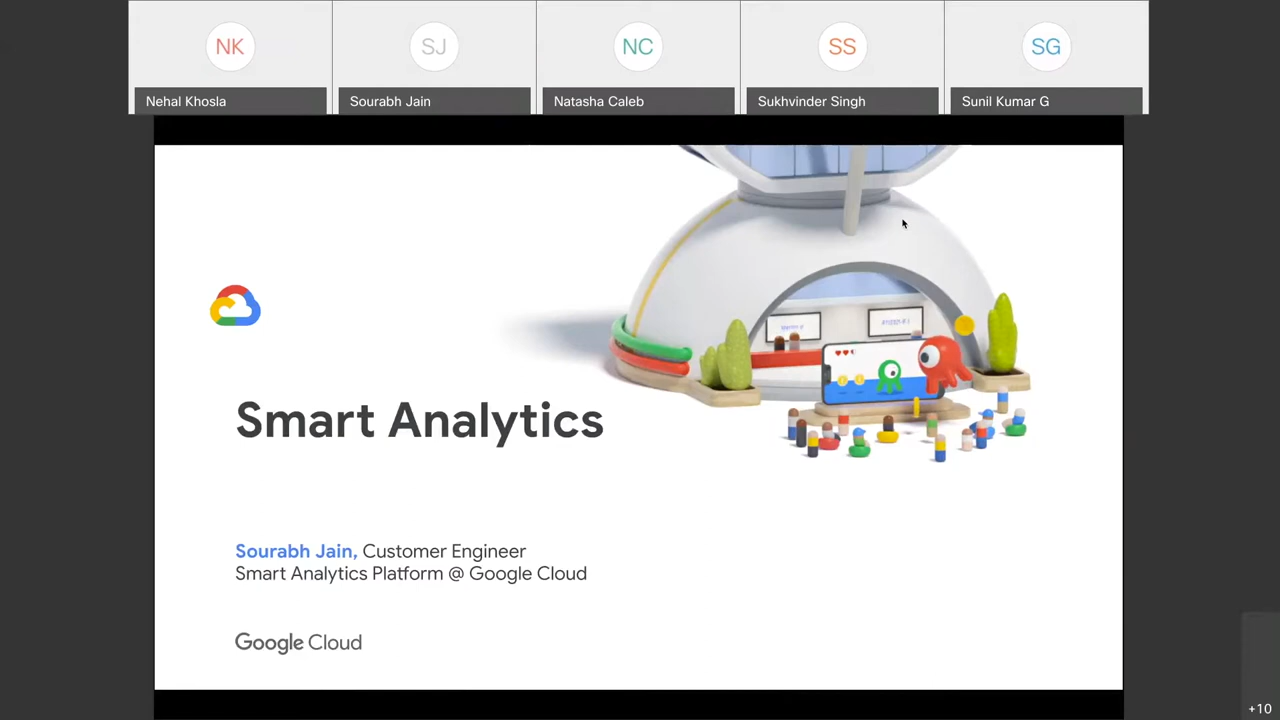 NK
SJ
NC
SS
SG
Nehal Khosla
Sourabh Jain
Natasha Caleb
Sukhvinder Singh
Sunil Kumar G
Smart Analytics
Sourabh Jain, Customer Engineer
Smart Analytics Platform @ Google Cloud
Google Cloud
+10